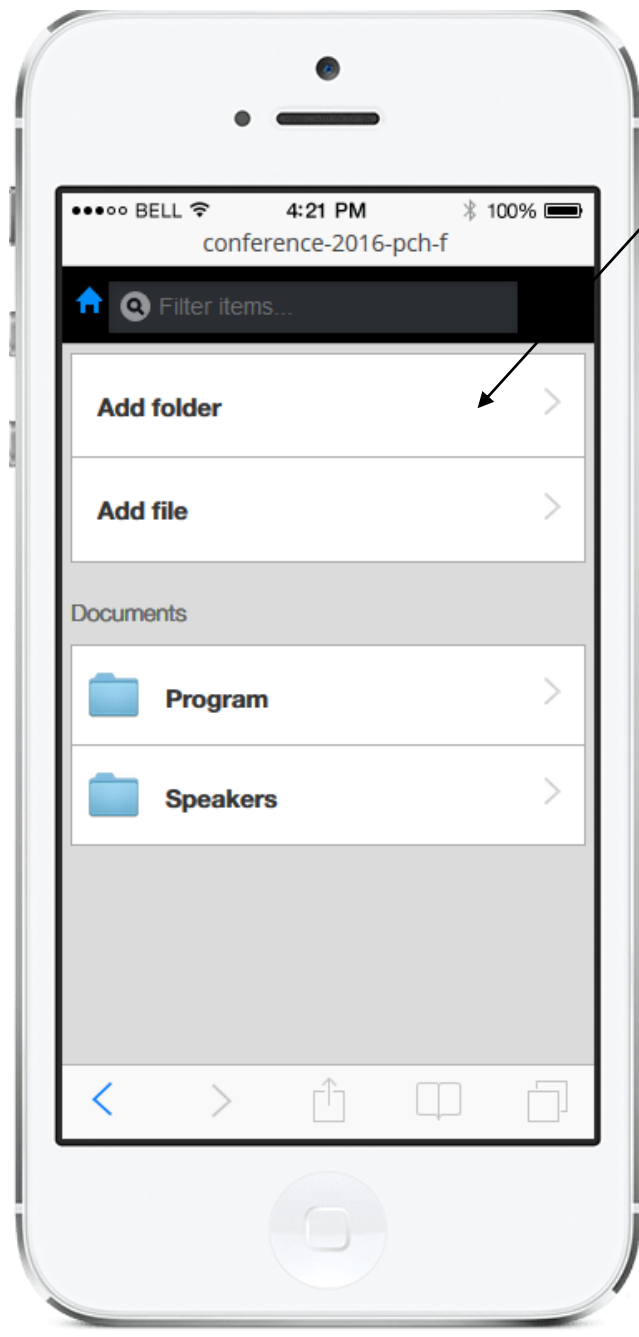 BELL 4:21 PM 100%
conference-2016-pch-f
Filter items...
Add folder
Add file
Documents
Program
Speakers